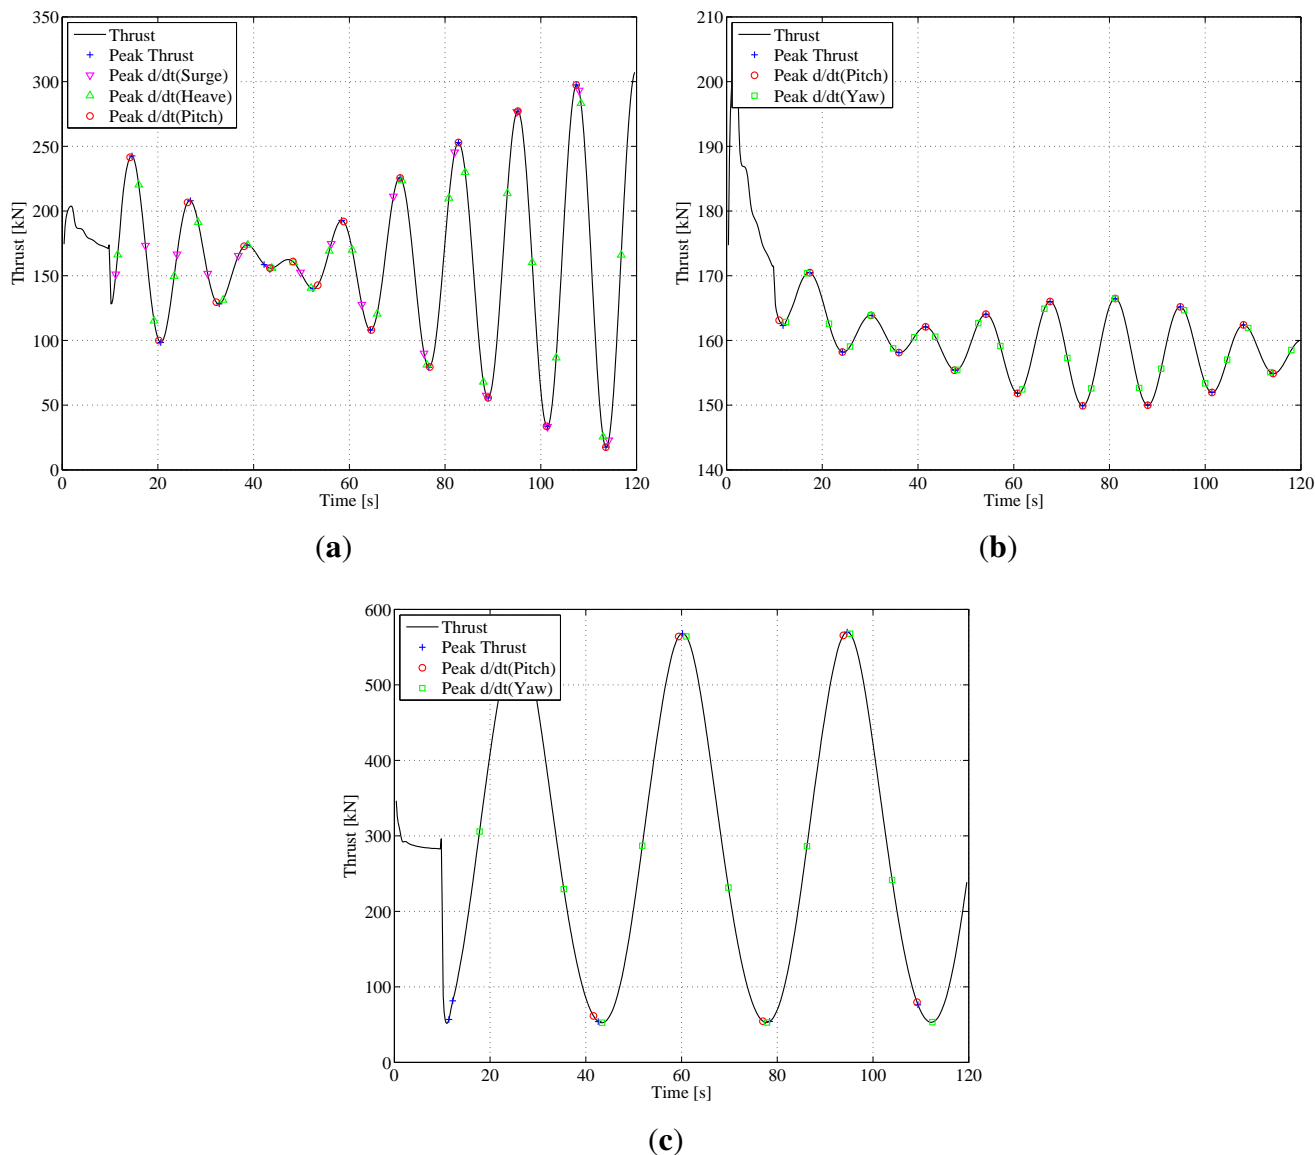 350
300
250
200
150
100
50
0
Thrust [kN]
Thrust
Peak Thrust
Peak d/dt(Surge)
Peak d/dt(Heave)
Peak d/dt(Pitch)
0 20 40 60 80 100 120
Time [s]
(a)
210
200
190
180
170
160
150
140
Thrust [kN]
Thrust
Peak Thrust
Peak d/dt(Pitch)
Peak d/dt(Yaw)
0 20 40 60 80 100 120
Time [s]
(b)
600
500
400
300
200
100
0
Thrust [kN]
Thrust
Peak Thrust
Peak d/dt(Pitch)
Peak d/dt(Yaw)
0 20 40 60 80 100 120
Time [s]
(c)